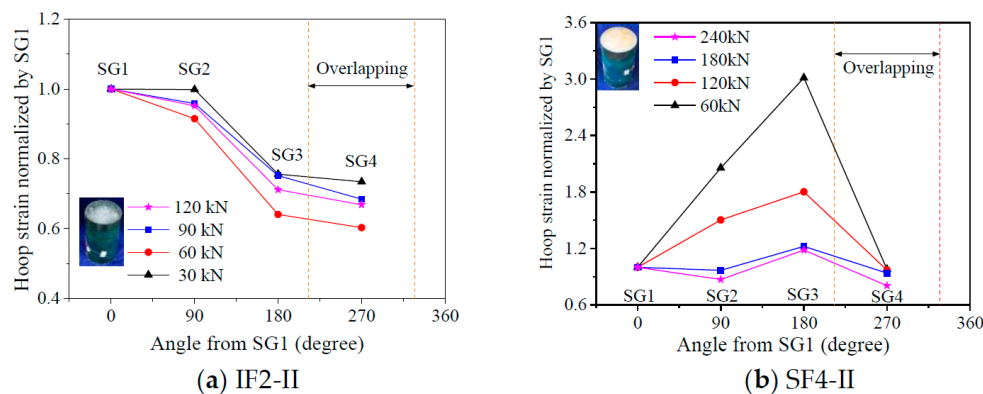 Hoop strain normalized by SG1
1.2
1.0
0.8
0.6
0.4
SG1
SG2
SG3
SG4
Overlapping
120 kN
90 kN
60 kN
30 kN
0
90
180
270
360
Angle from SG1 (degree)
(a) IF2-II
Hoop strain normalized by SG1
3.6
3.0
2.4
1.8
1.2
0.6
240kN
180kN
120kN
60kN
Overlapping
SG1
SG2
SG3
SG4
0
90
180
270
360
Angle from SG1 (degree)
(b) SF4-II